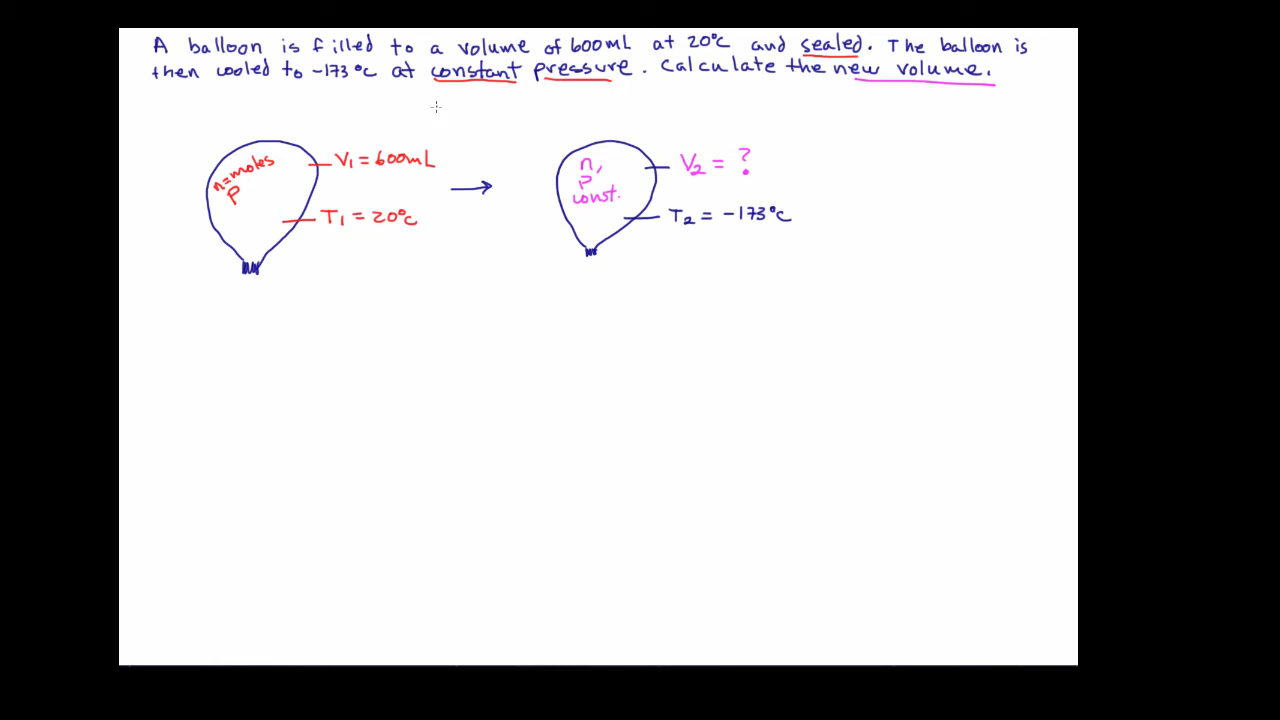 A balloon is filled to a volume of 600mL at 20°C and sealed. The balloon is
then cooled to -173°C at constant pressure. Calculate the new volume.
n=moles
P
V1 = 600mL
T1 = 20°C
n,
P
const.
V2 = ?
T2 = -173°C